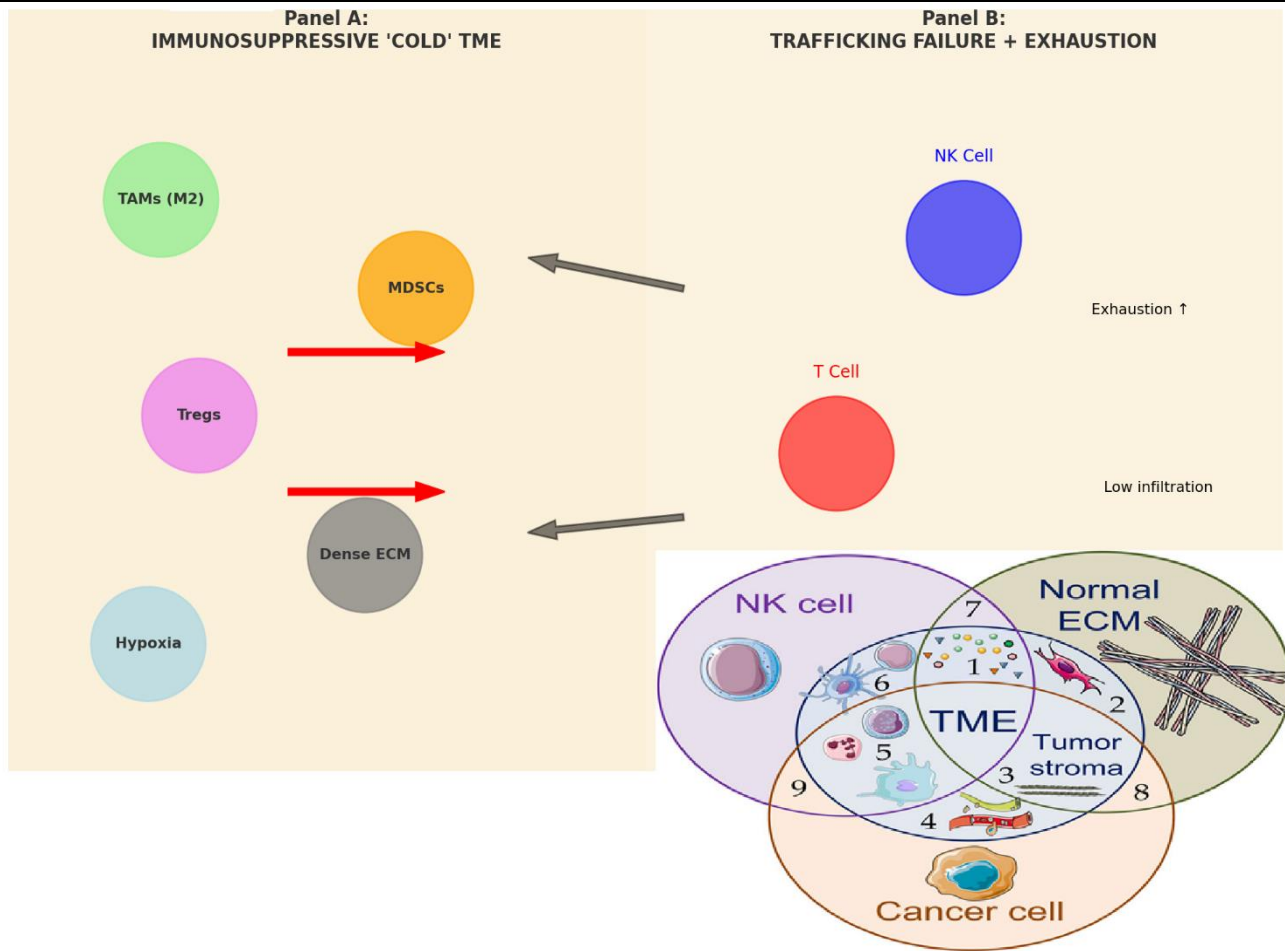 Panel A:
IMMUNOSUPPRESSIVE 'COLD' TME
TAMs (M2)
MDSCs
Tregs
Dense ECM
Hypoxia
Panel B:
TRAFFICKING FAILURE + EXHAUSTION
NK Cell
Exhaustion ↑
T Cell
Low infiltration
NK cell
7
Normal
ECM
6
1
2
TME
5
Tumor
stroma
3
9
8
4
Cancer cell